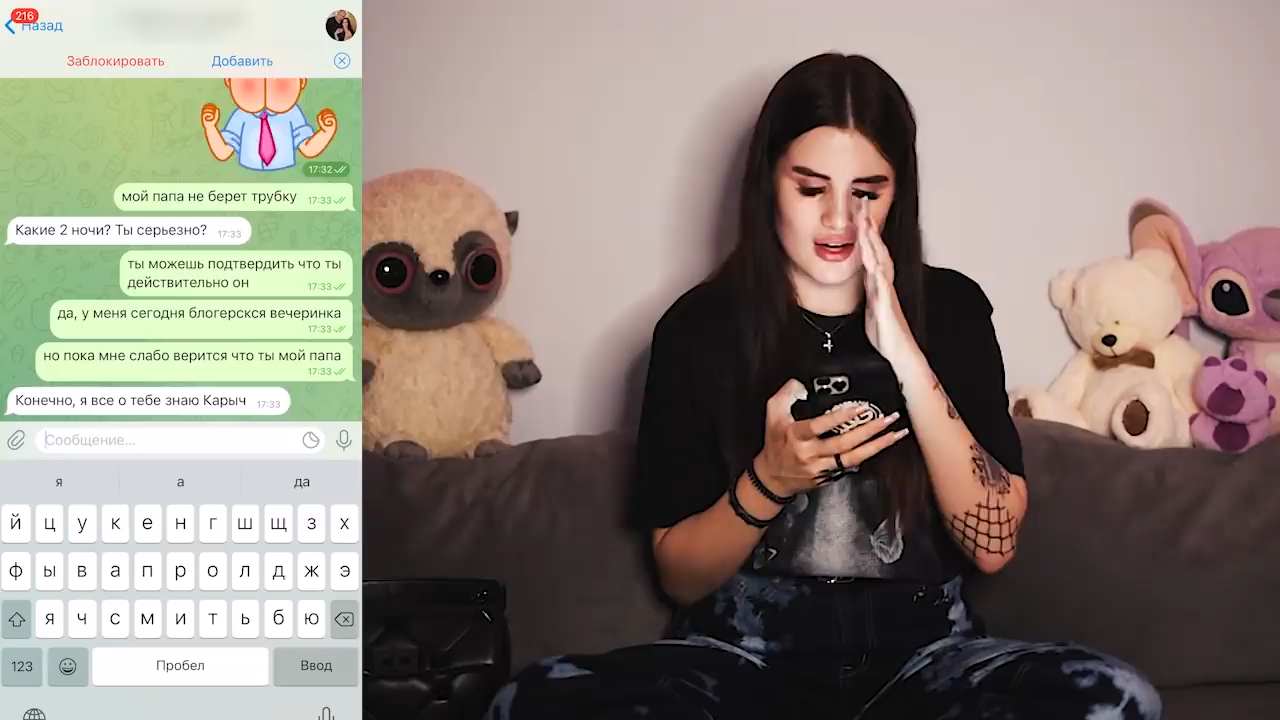 216
Назад
Заблокировать Добавить
17:32
мой папа не берет трубку 17:33
Какие 2 ночи? Ты серьезно? 17:33
ты можешь подтвердить что ты
действительно он 17:33
да, у меня сегодня блогерскся вечеринка
17:33
но пока мне слабо верится что ты мой папа
17:33
Конечно, я все о тебе знаю Карыч 17:33
Сообщение...
я а да
й ц у к е н г ш щ з х
ф ы в а п р о л д ж э
я ч с м и т ь б ю
123 Пробел Ввод